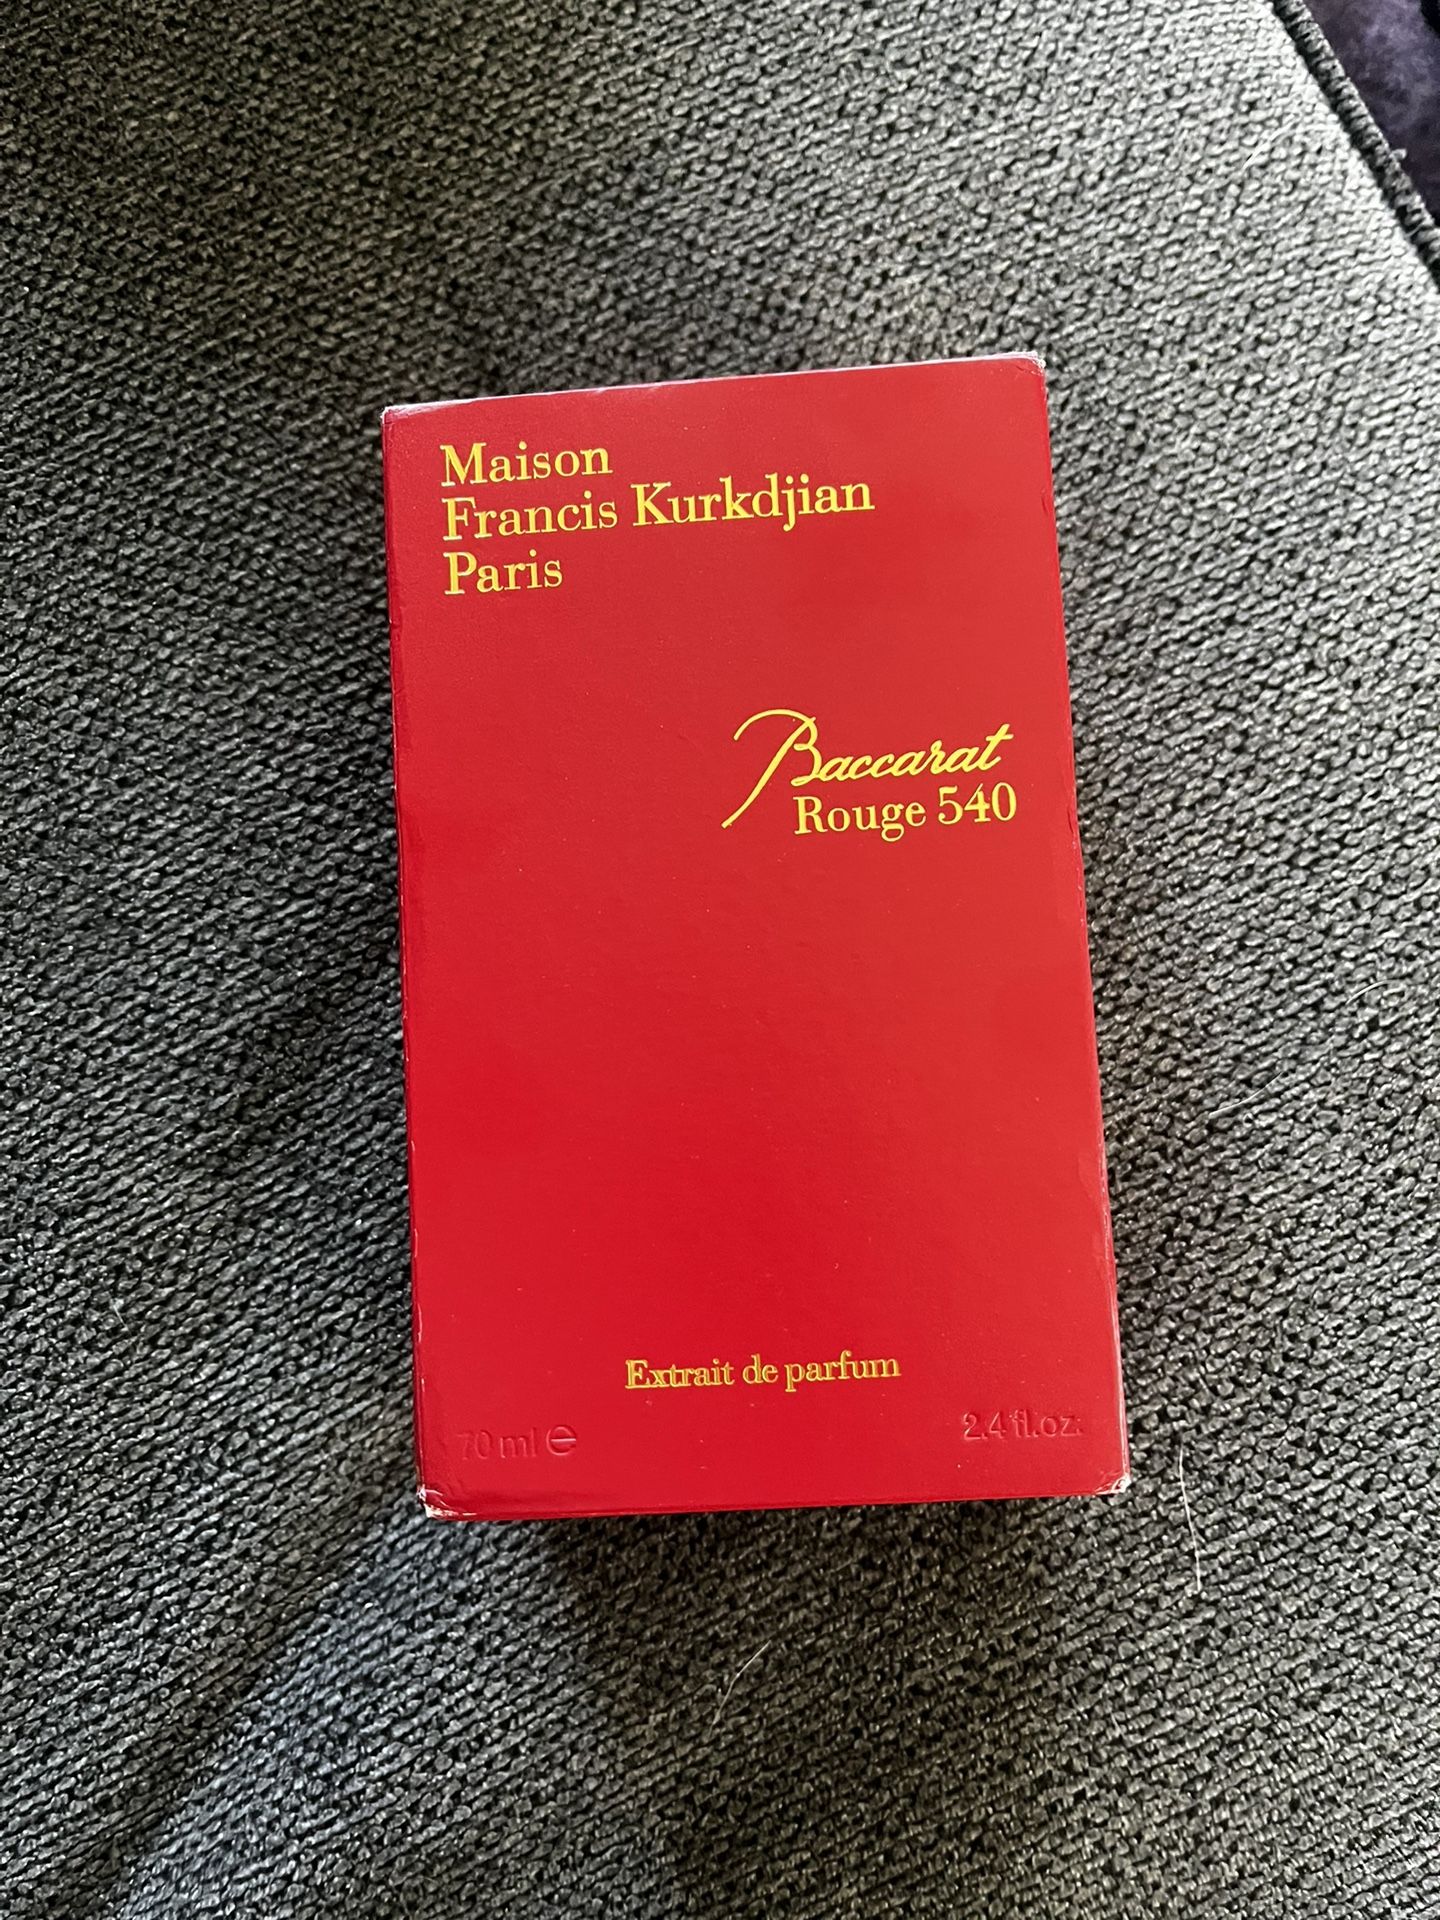 Maison
Francis Kurkdjian
Paris
Baccarat
Rouge 540
Extrait de parfum
70 ml ℮
2.4 fl.oz.